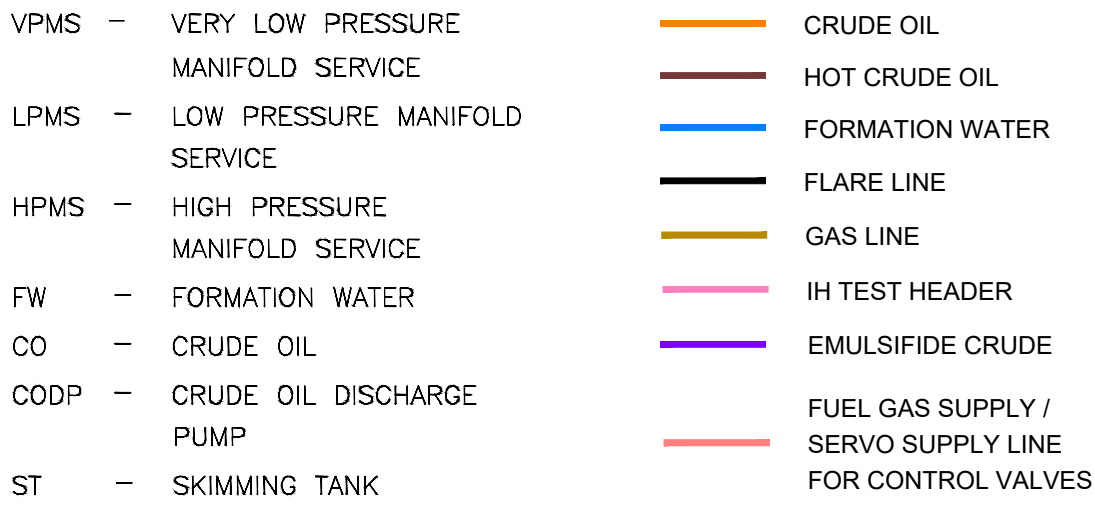 VPMS – VERY LOW PRESSURE
MANIFOLD SERVICE
LPMS – LOW PRESSURE MANIFOLD
SERVICE
HPMS – HIGH PRESSURE
MANIFOLD SERVICE
FW – FORMATION WATER
CO – CRUDE OIL
CODP – CRUDE OIL DISCHARGE
PUMP
ST – SKIMMING TANK
CRUDE OIL
HOT CRUDE OIL
FORMATION WATER
FLARE LINE
GAS LINE
IH TEST HEADER
EMULSIFIDE CRUDE
FUEL GAS SUPPLY /
SERVO SUPPLY LINE
FOR CONTROL VALVES